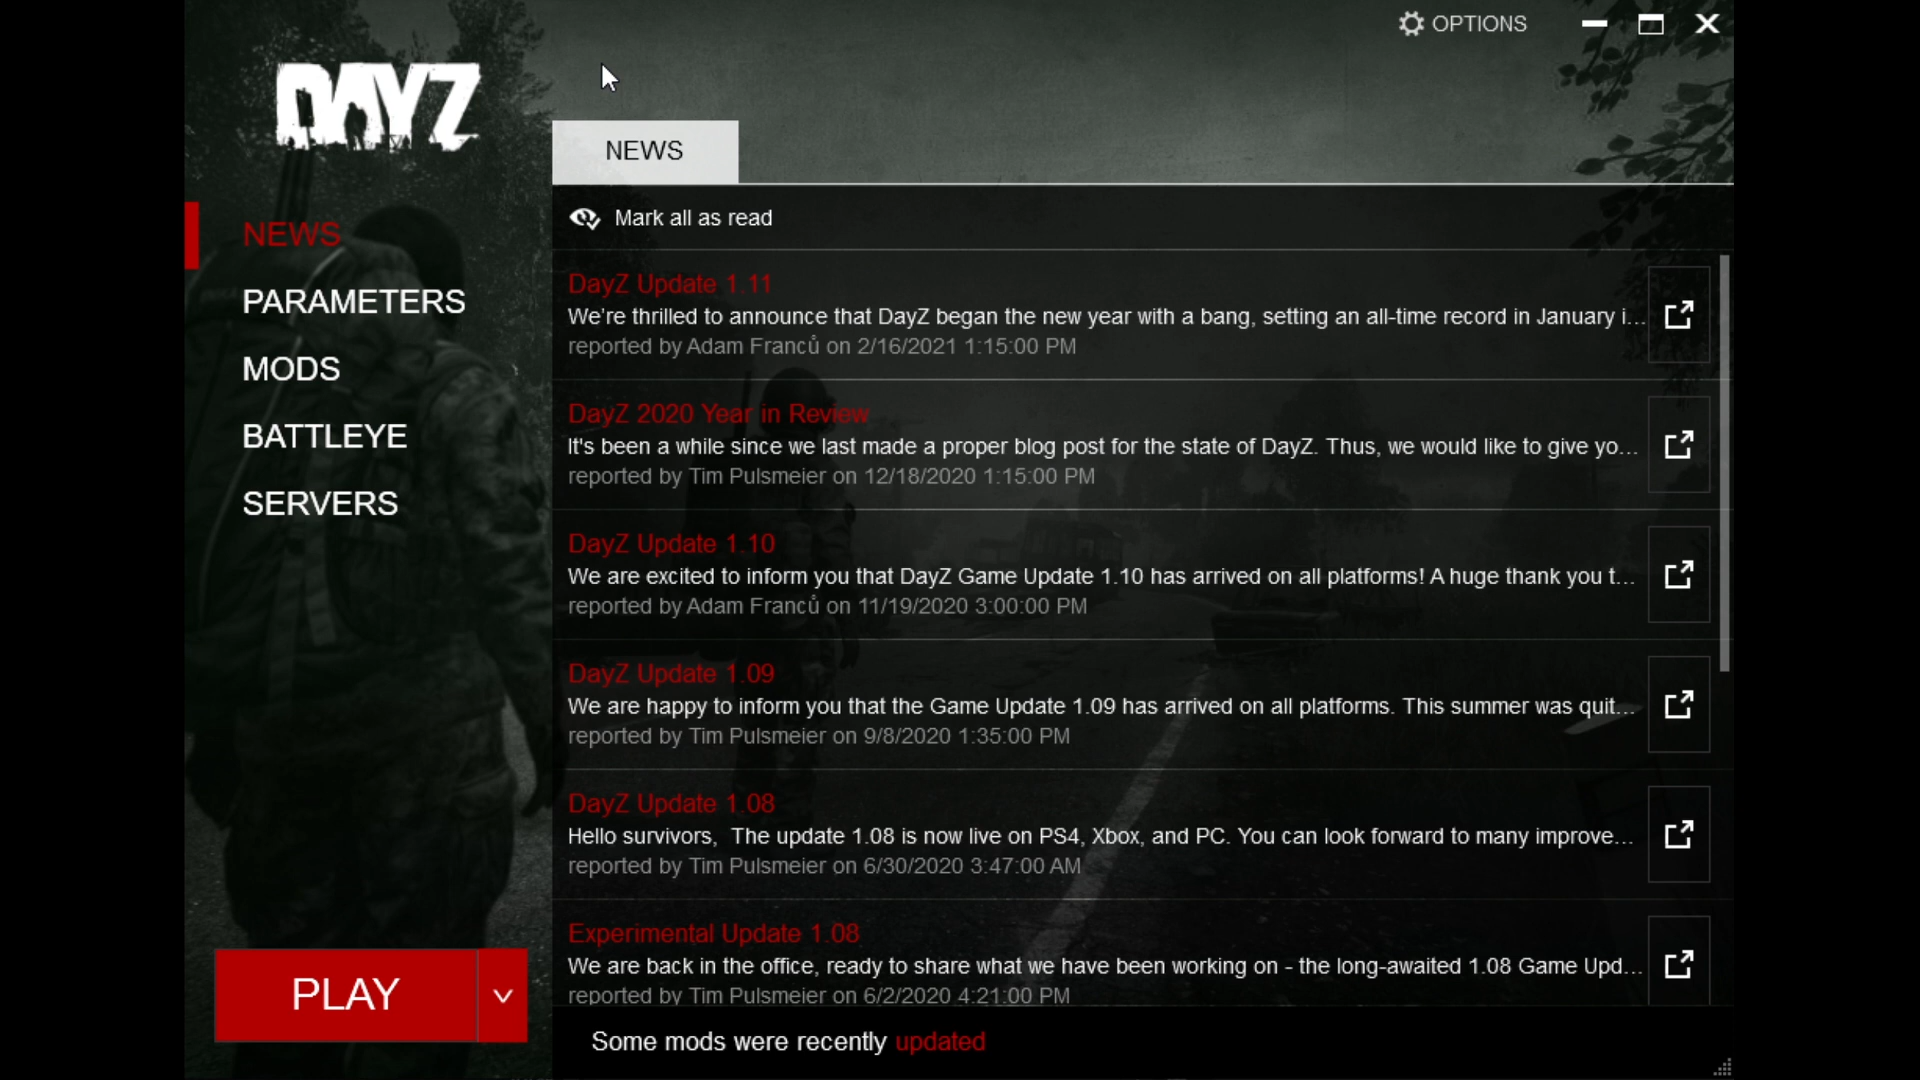 OPTIONS
DAYZ
NEWS
NEWS
PARAMETERS
MODS
BATTLEYE
SERVERS
PLAY
Mark all as read
DayZ Update 1.11
We're thrilled to announce that DayZ began the new year with a bang, setting an all-time record in January i...
reported by Adam Franců on 2/16/2021 1:15:00 PM
DayZ 2020 Year in Review
It's been a while since we last made a proper blog post for the state of DayZ. Thus, we would like to give yo...
reported by Tim Pulsmeier on 12/18/2020 1:15:00 PM
DayZ Update 1.10
We are excited to inform you that DayZ Game Update 1.10 has arrived on all platforms! A huge thank you t...
reported by Adam Franců on 11/19/2020 3:00:00 PM
DayZ Update 1.09
We are happy to inform you that the Game Update 1.09 has arrived on all platforms. This summer was quit...
reported by Tim Pulsmeier on 9/8/2020 1:35:00 PM
DayZ Update 1.08
Hello survivors,  The update 1.08 is now live on PS4, Xbox, and PC. You can look forward to many improve...
reported by Tim Pulsmeier on 6/30/2020 3:47:00 AM
Experimental Update 1.08
We are back in the office, ready to share what we have been working on - the long-awaited 1.08 Game Upd...
reported by Tim Pulsmeier on 6/2/2020 4:21:00 PM
Some mods were recently updated